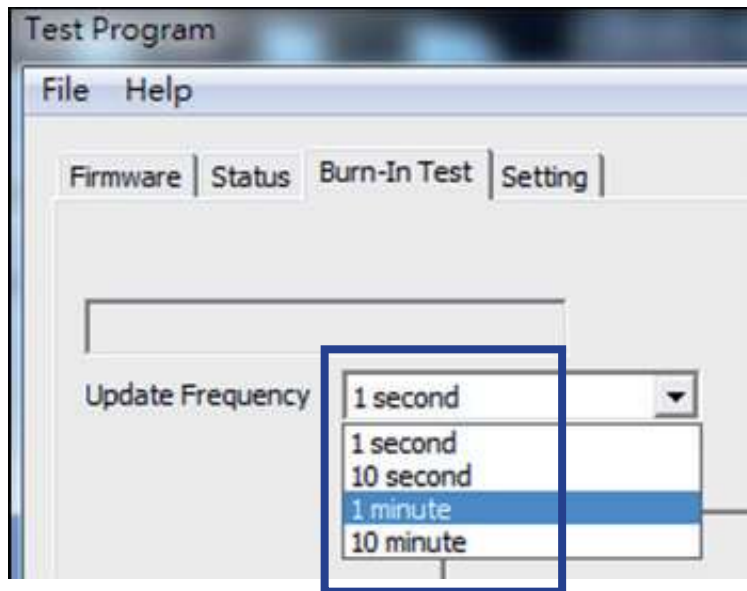 Test Program
File Help
Firmware Status Burn-In Test Setting
Update Frequency 1 second
1 second
10 second
1 minute
10 minute